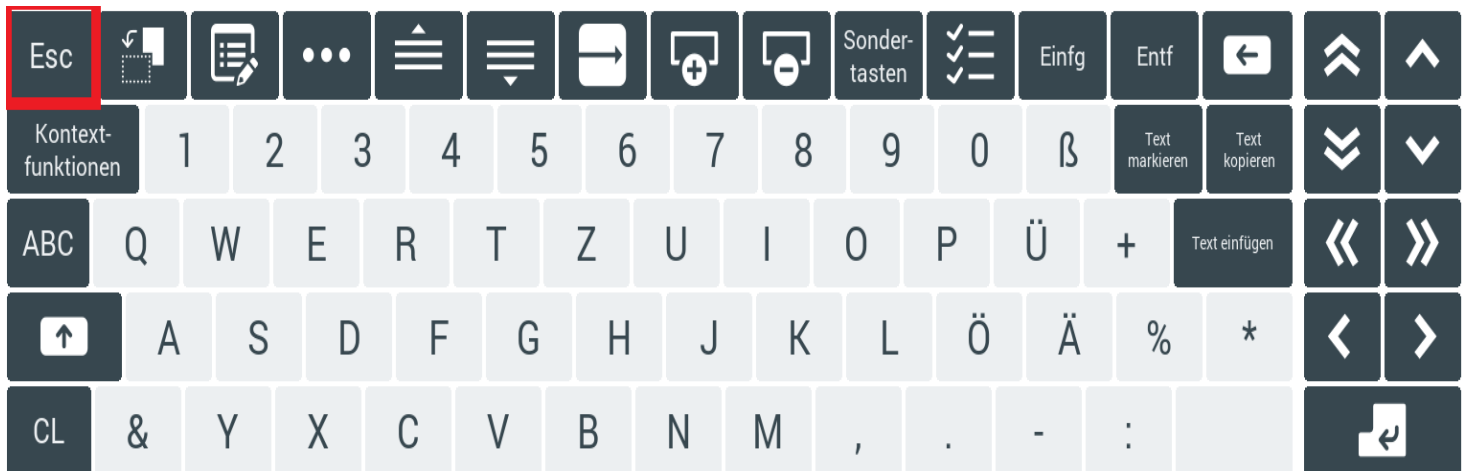 Esc ••• Sonder- Einfg Entf
tasten
Kontext- 1 2 3 4 5 6 7 8 9 0 ß Text Text
funktionen markieren kopieren
ABC Q W E R T Z U I O P Ü + Text einfügen
A S D F G H J K L Ö Ä % *
CL & Y X C V B N M , . - :